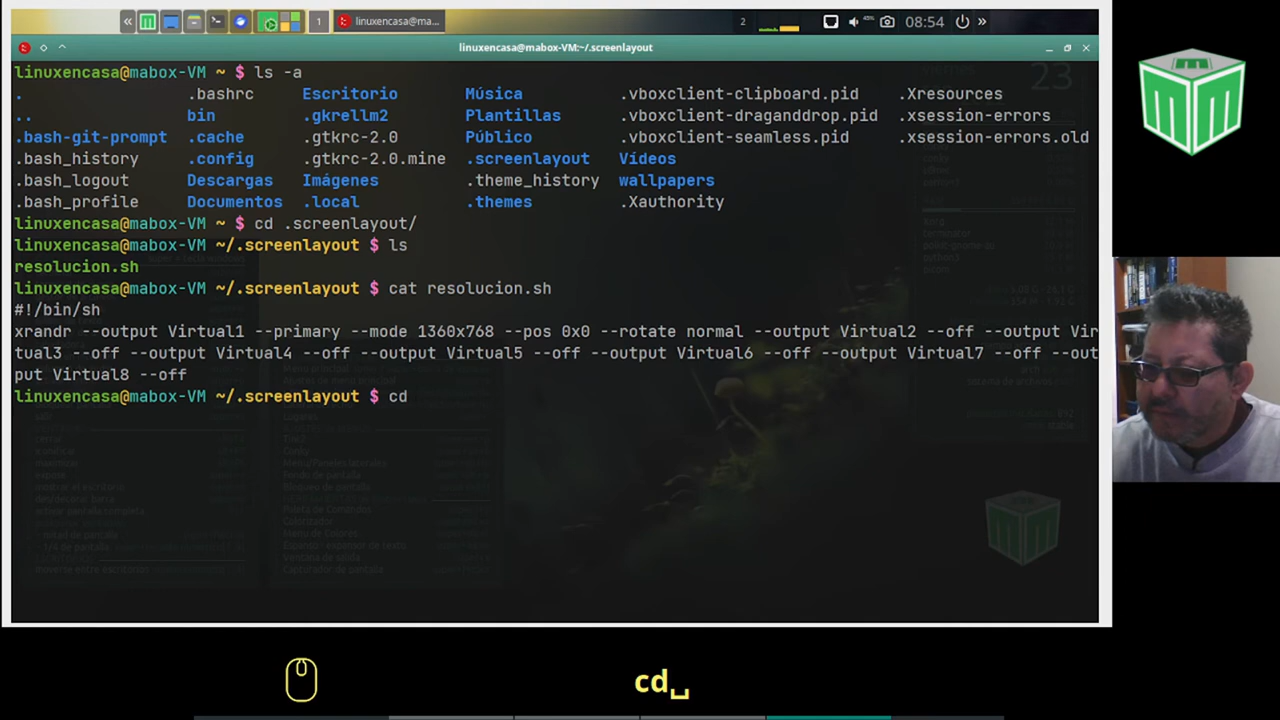 « 1 linuxencasa@ma... 2 45% 08:54 »
linuxencasa@mabox-VM:~/.screenlayout
linuxencasa@mabox-VM ~ $ ls -a
. .bashrc Escritorio Música .vboxclient-clipboard.pid .Xresources
.. bin .gkrellm2 Plantillas .vboxclient-draganddrop.pid .xsession-errors
.bash-git-prompt .cache .gtkrc-2.0 Público .vboxclient-seamless.pid .xsession-errors.old
.bash_history .config .gtkrc-2.0.mine .screenlayout Vídeos
.bash_logout Descargas Imágenes .theme_history wallpapers
.bash_profile Documentos .local .themes .Xauthority
linuxencasa@mabox-VM ~ $ cd .screenlayout/
linuxencasa@mabox-VM ~/.screenlayout $ ls
resolucion.sh
linuxencasa@mabox-VM ~/.screenlayout $ cat resolucion.sh
#!/bin/sh
xrandr --output Virtual1 --primary --mode 1360x768 --pos 0x0 --rotate normal --output Virtual2 --off --output Vir
tual3 --off --output Virtual4 --off --output Virtual5 --off --output Virtual6 --off --output Virtual7 --off --out
put Virtual8 --off
linuxencasa@mabox-VM ~/.screenlayout $ cd
viernes
23
cd␣